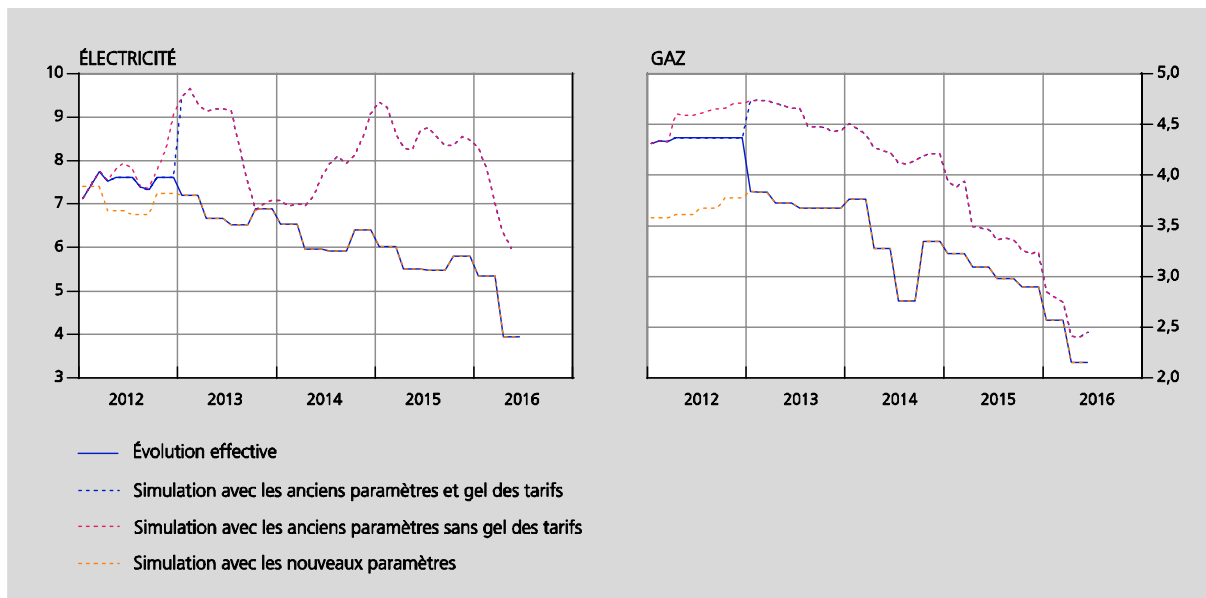 ÉLECTRICITÉ
10
9
8
7
6
5
4
3
2012 2013 2014 2015 2016
GAZ
5,0
4,5
4,0
3,5
3,0
2,5
2,0
2012 2013 2014 2015 2016
Évolution effective
Simulation avec les anciens paramètres et gel des tarifs
Simulation avec les anciens paramètres sans gel des tarifs
Simulation avec les nouveaux paramètres